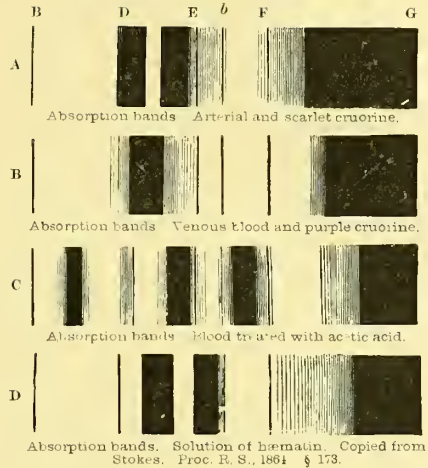 B D E b F G
A
Absorption bands Arterial and scarlet cruorine.
B
Absorption bands Venous blood and purple cruorine.
C
Absorption bands Blood treated with acetic acid.
D
Absorption bands. Solution of hæmatin. Copied from
Stokes. Proc. R. S., 1864 § 173.